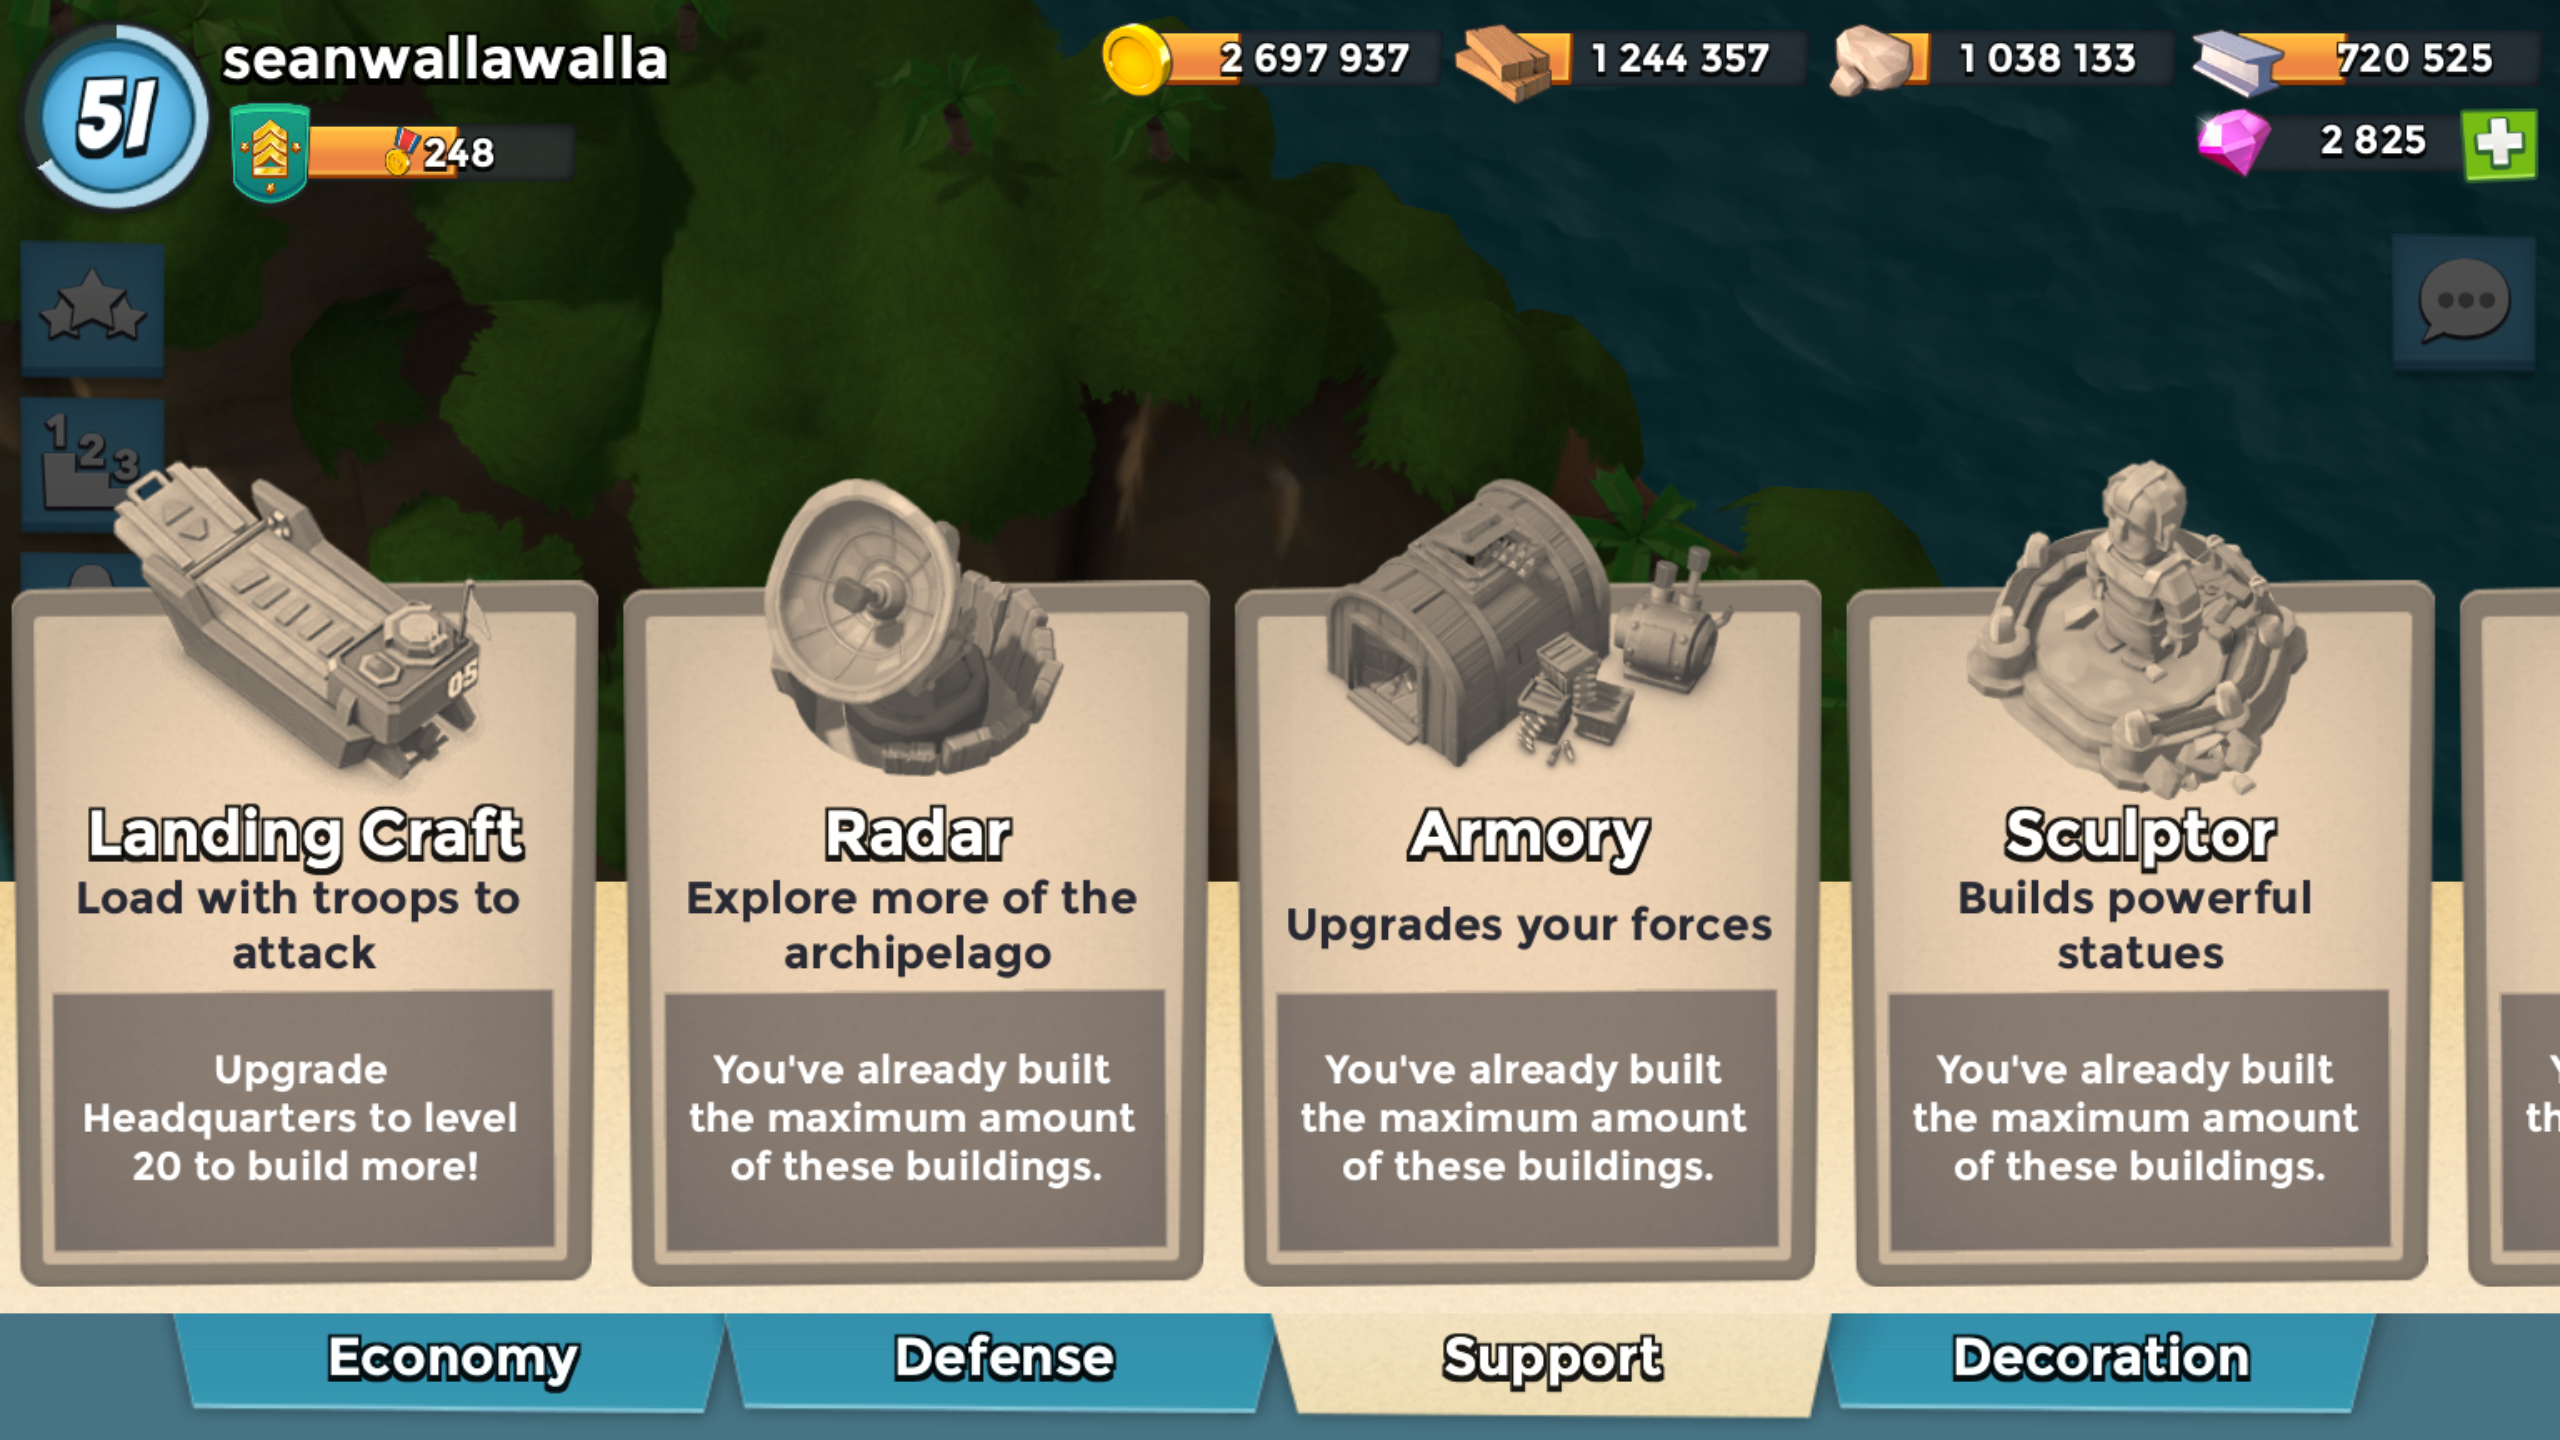 51
seanwallawalla
248
2 697 937
1 244 357
1 038 133
720 525
2 825
1 2 3
05
Landing Craft
Load with troops to
attack
Upgrade
Headquarters to level
20 to build more!
Radar
Explore more of the
archipelago
You've already built
the maximum amount
of these buildings.
Armory
Upgrades your forces
You've already built
the maximum amount
of these buildings.
Sculptor
Builds powerful
statues
You've already built
the maximum amount
of these buildings.
Economy
Defense
Support
Decoration